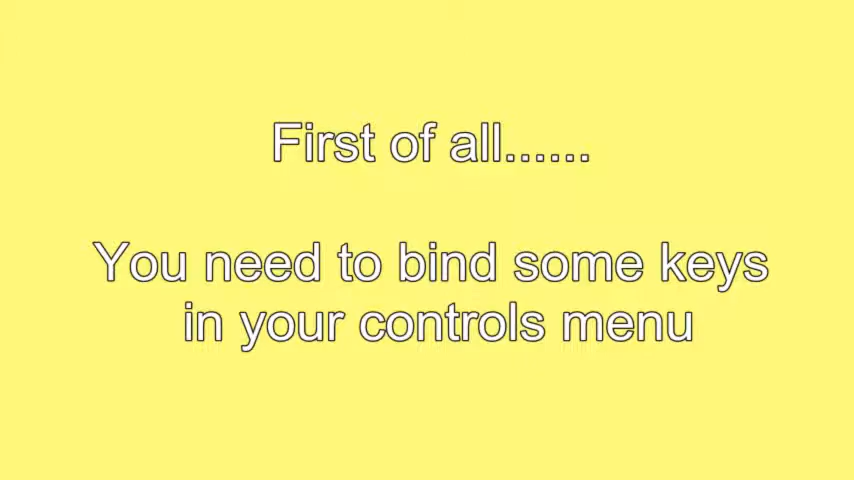 First of all......
You need to bind some keys
in your controls menu